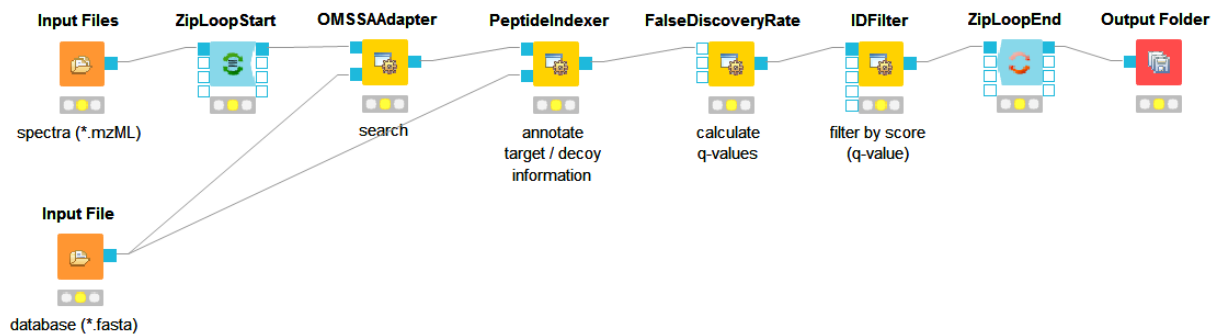 Input Files
ZipLoopStart
OMSSAAdapter
PeptideIndexer
FalseDiscoveryRate
IDFilter
ZipLoopEnd
Output Folder
spectra (*.mzML)
search
annotate
target / decoy
information
calculate
q-values
filter by score
(q-value)
Input File
database (*.fasta)